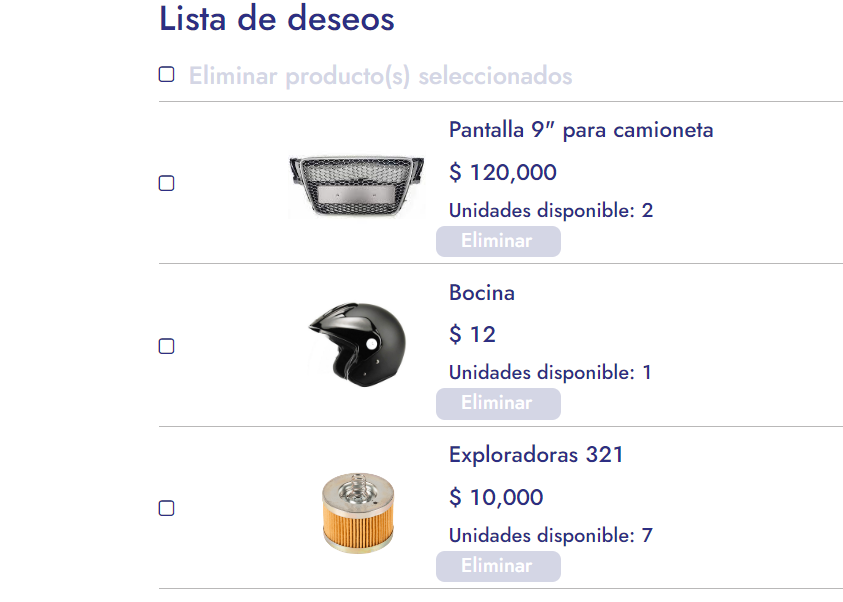 Lista de deseos
Eliminar producto(s) seleccionados
Pantalla 9" para camioneta
$ 120,000
Unidades disponible: 2
Eliminar
Bocina
$ 12
Unidades disponible: 1
Eliminar
Exploradoras 321
$ 10,000
Unidades disponible: 7
Eliminar